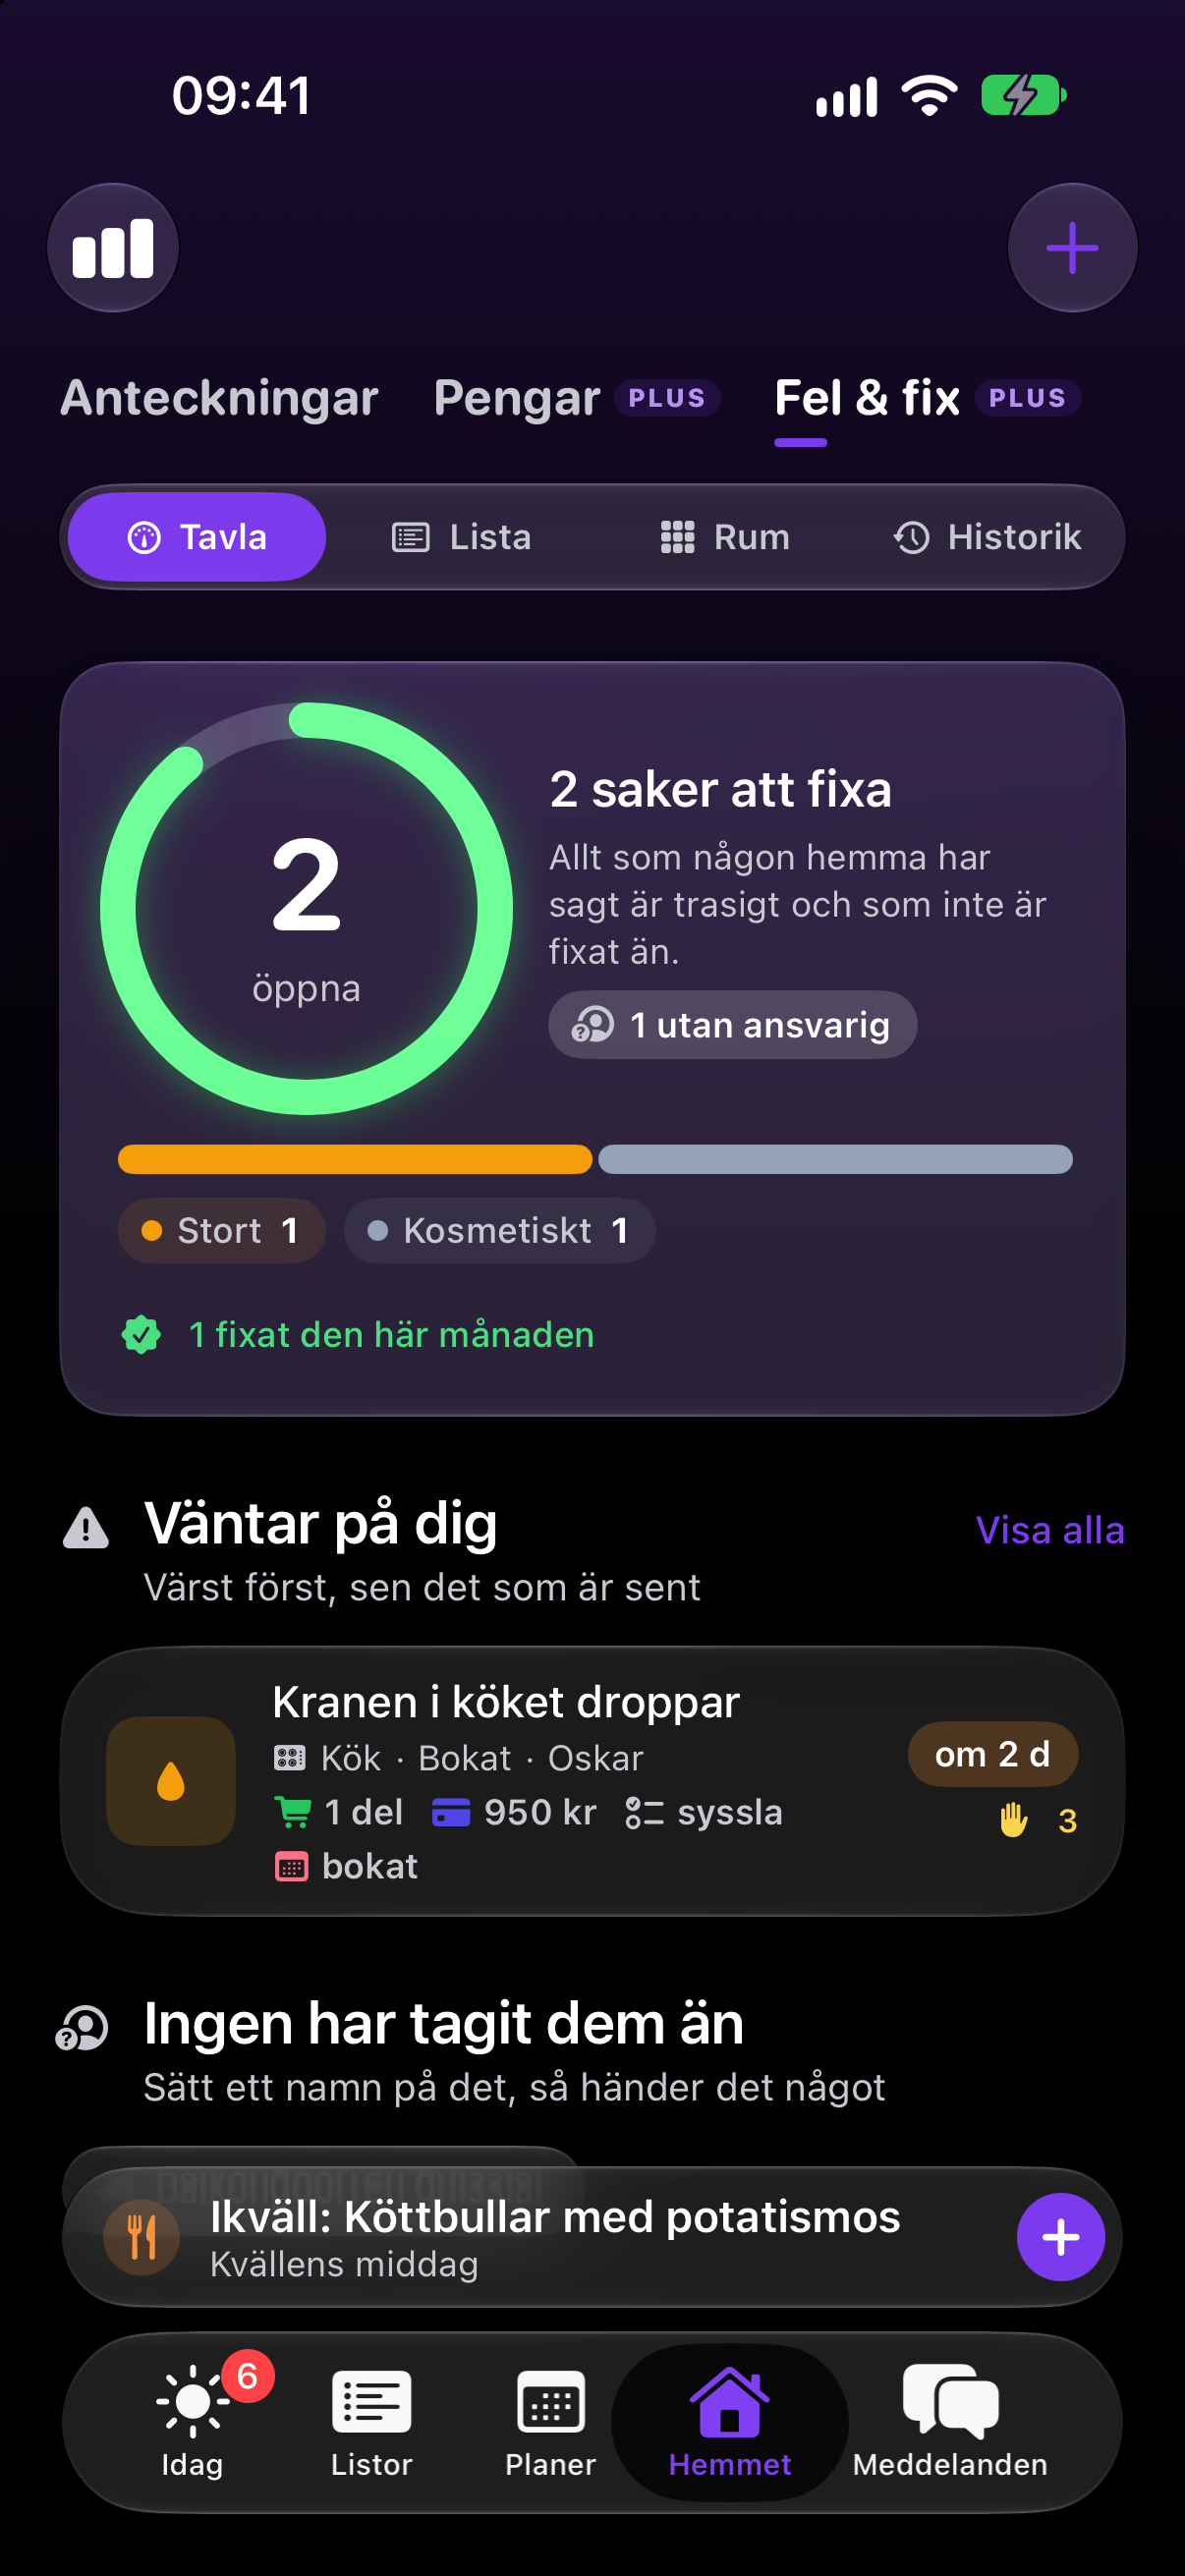 09:41
Anteckningar Pengar PLUS Fel & fix PLUS
Tavla Lista Rum Historik
2
öppna
2 saker att fixa
Allt som någon hemma har
sagt är trasigt och som inte är
fixat än.
1 utan ansvarig
Stort 1 Kosmetiskt 1
1 fixat den här månaden
Väntar på dig
Visa alla
Värst först, sen det som är sent
Kranen i köket droppar
Kök · Bokat · Oskar
om 2 d
1 del 950 kr syssla
3
bokat
Ingen har tagit dem än
Sätt ett namn på det, så händer det något
Ikväll: Köttbullar med potatismos
Kvällens middag
6
Idag Listor Planer Hemmet Meddelanden